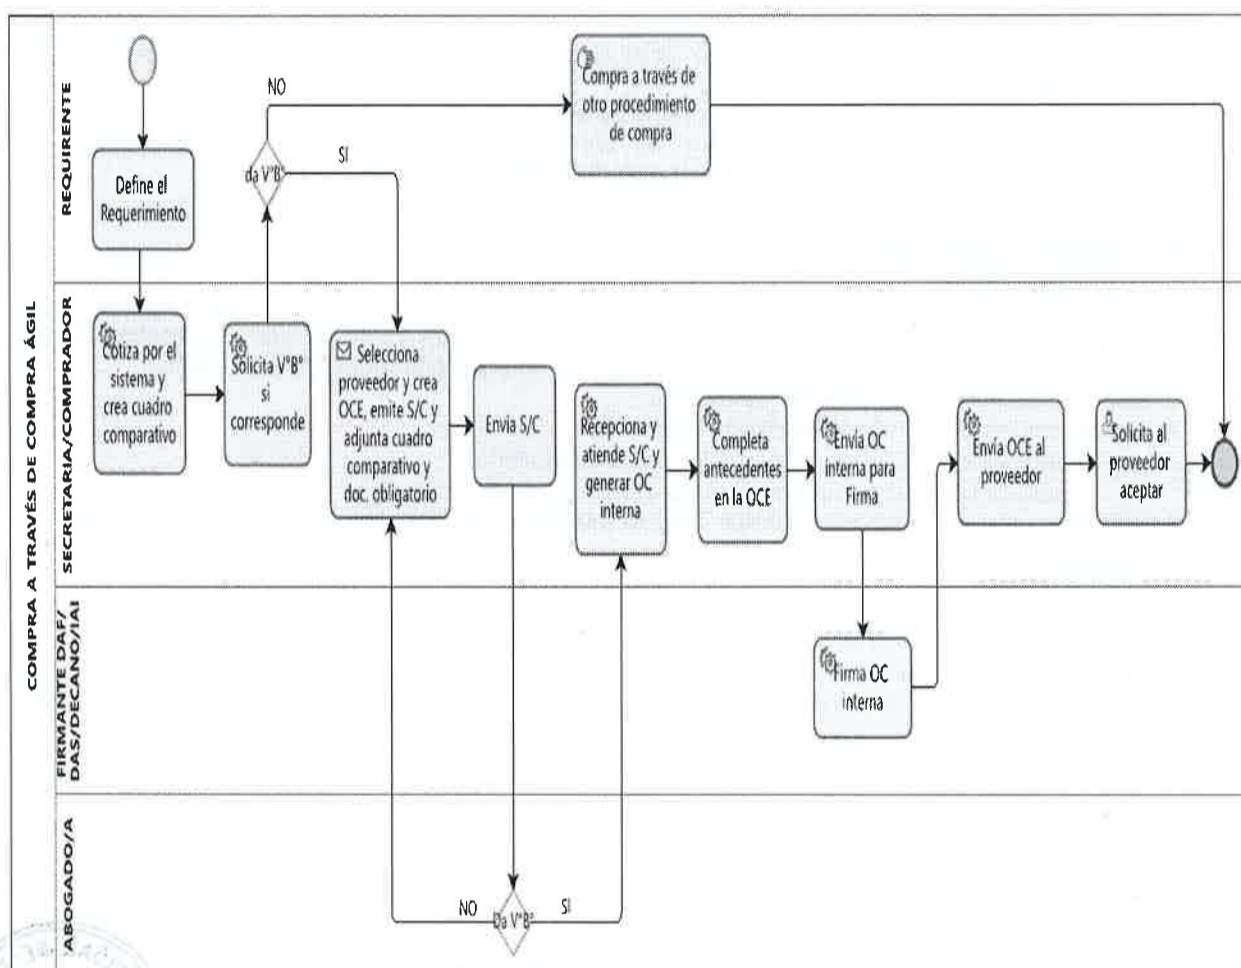 COMPRA A TRAVÉS DE COMPRA ÁGIL
REQUIRENTE
Define el
Requerimiento
da V°B°
NO
SI
Compra a través de
otro procedimiento
de compra
SECRETARIA/COMPRADOR
Cotiza por el
sistema y
crea cuadro
comparativo
Solicita V°B°
si
corresponde
Selecciona
proveedor y crea
OCE, emite S/C y
adjunta cuadro
comparativo y
doc. obligatorio
Envia S/C
Recepciona y
atiende S/C y
generar OC
interna
Completa
antecedentes
en la OCE
Envía OC
interna para
Firma
Envía OCE al
proveedor
Solicita al
proveedor
aceptar
FIRMANTE DAF/
DAS/DECANO/IAI
Firma OC
interna
ABOGADO/A
NO
Da V°B°
SI